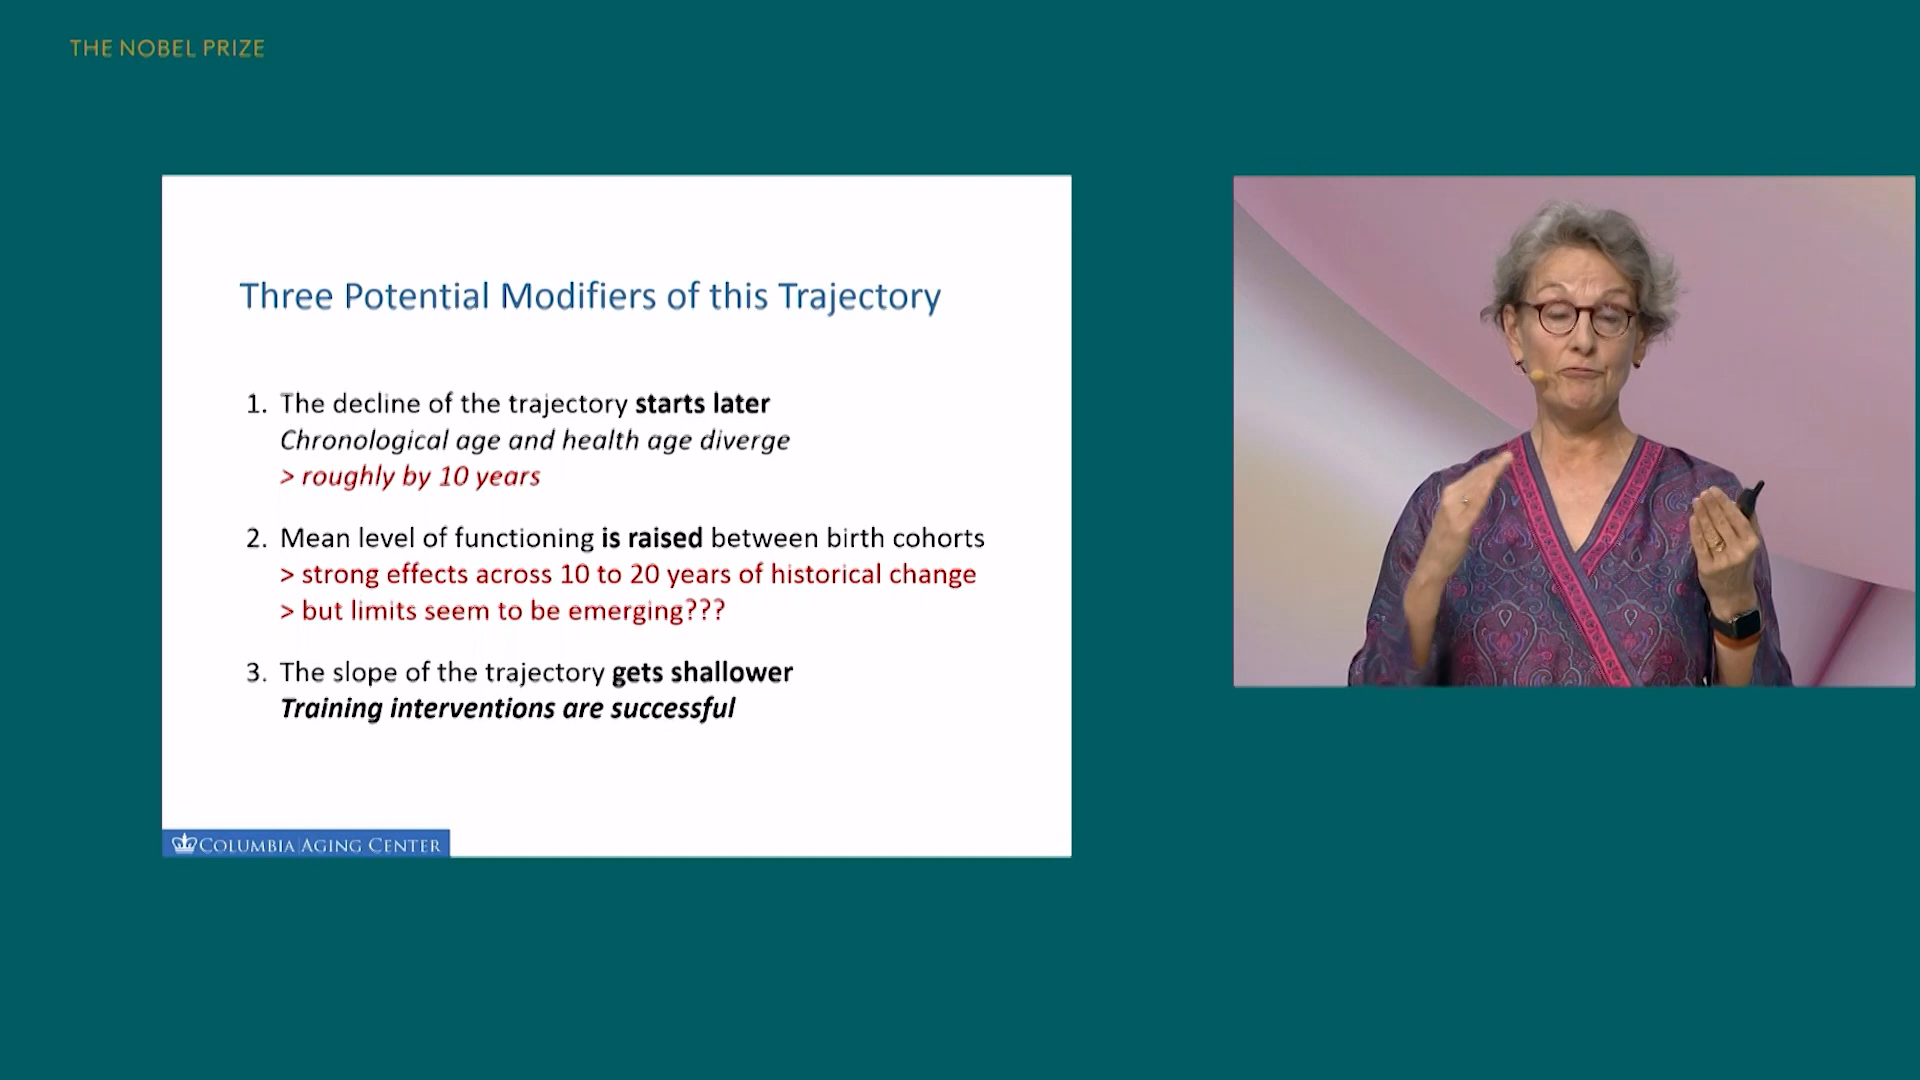 THE NOBEL PRIZE
Three Potential Modifiers of this Trajectory
1. The decline of the trajectory starts later
Chronological age and health age diverge
> roughly by 10 years
2. Mean level of functioning is raised between birth cohorts
> strong effects across 10 to 20 years of historical change
> but limits seem to be emerging???
3. The slope of the trajectory gets shallower
Training interventions are successful
COLUMBIA AGING CENTER